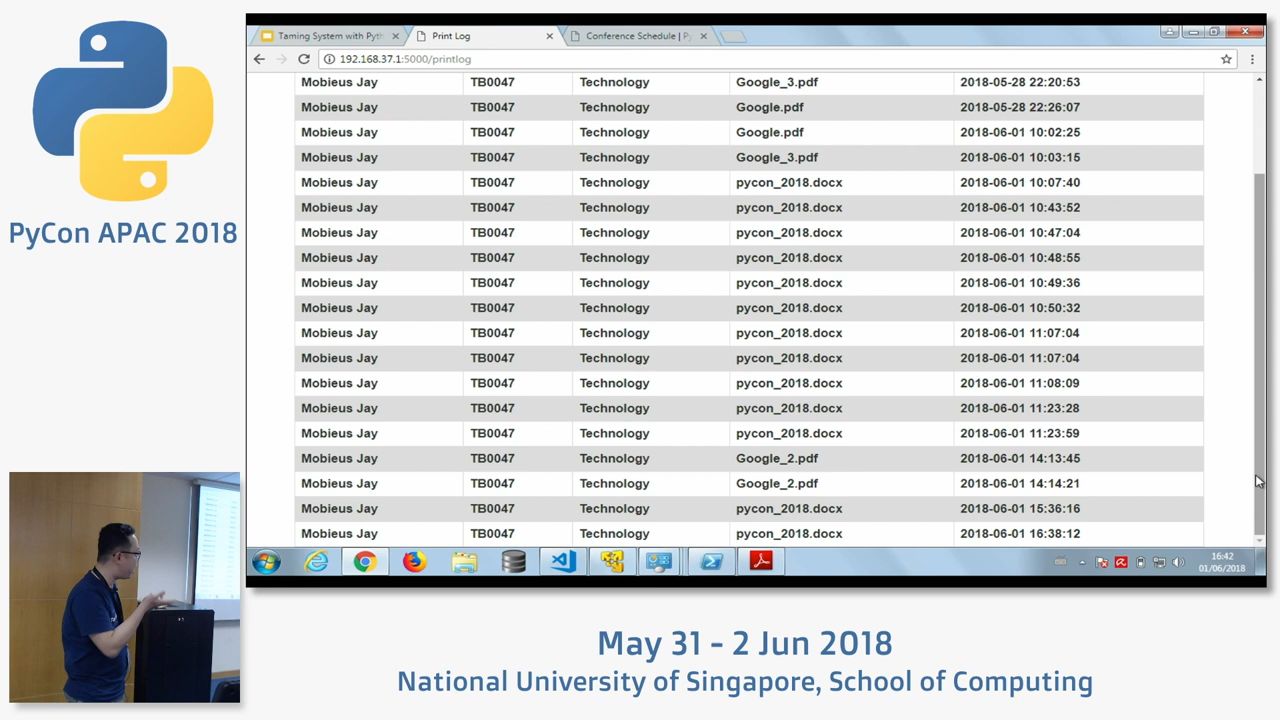 PyCon APAC 2018
Taming System with Pyth
Print Log
Conference Schedule | Py
192.168.37.1:5000/printlog
Mobieus Jay TB0047 Technology Google_3.pdf 2018-05-28 22:20:53
Mobieus Jay TB0047 Technology Google.pdf 2018-05-28 22:26:07
Mobieus Jay TB0047 Technology Google.pdf 2018-06-01 10:02:25
Mobieus Jay TB0047 Technology Google_3.pdf 2018-06-01 10:03:15
Mobieus Jay TB0047 Technology pycon_2018.docx 2018-06-01 10:07:40
Mobieus Jay TB0047 Technology pycon_2018.docx 2018-06-01 10:43:52
Mobieus Jay TB0047 Technology pycon_2018.docx 2018-06-01 10:47:04
Mobieus Jay TB0047 Technology pycon_2018.docx 2018-06-01 10:48:55
Mobieus Jay TB0047 Technology pycon_2018.docx 2018-06-01 10:49:36
Mobieus Jay TB0047 Technology pycon_2018.docx 2018-06-01 10:50:32
Mobieus Jay TB0047 Technology pycon_2018.docx 2018-06-01 11:07:04
Mobieus Jay TB0047 Technology pycon_2018.docx 2018-06-01 11:07:04
Mobieus Jay TB0047 Technology pycon_2018.docx 2018-06-01 11:08:09
Mobieus Jay TB0047 Technology pycon_2018.docx 2018-06-01 11:23:28
Mobieus Jay TB0047 Technology pycon_2018.docx 2018-06-01 11:23:59
Mobieus Jay TB0047 Technology Google_2.pdf 2018-06-01 14:13:45
Mobieus Jay TB0047 Technology Google_2.pdf 2018-06-01 14:14:21
Mobieus Jay TB0047 Technology pycon_2018.docx 2018-06-01 15:36:16
Mobieus Jay TB0047 Technology pycon_2018.docx 2018-06-01 16:38:12
16:42
01/06/2018
May 31 - 2 Jun 2018
National University of Singapore, School of Computing